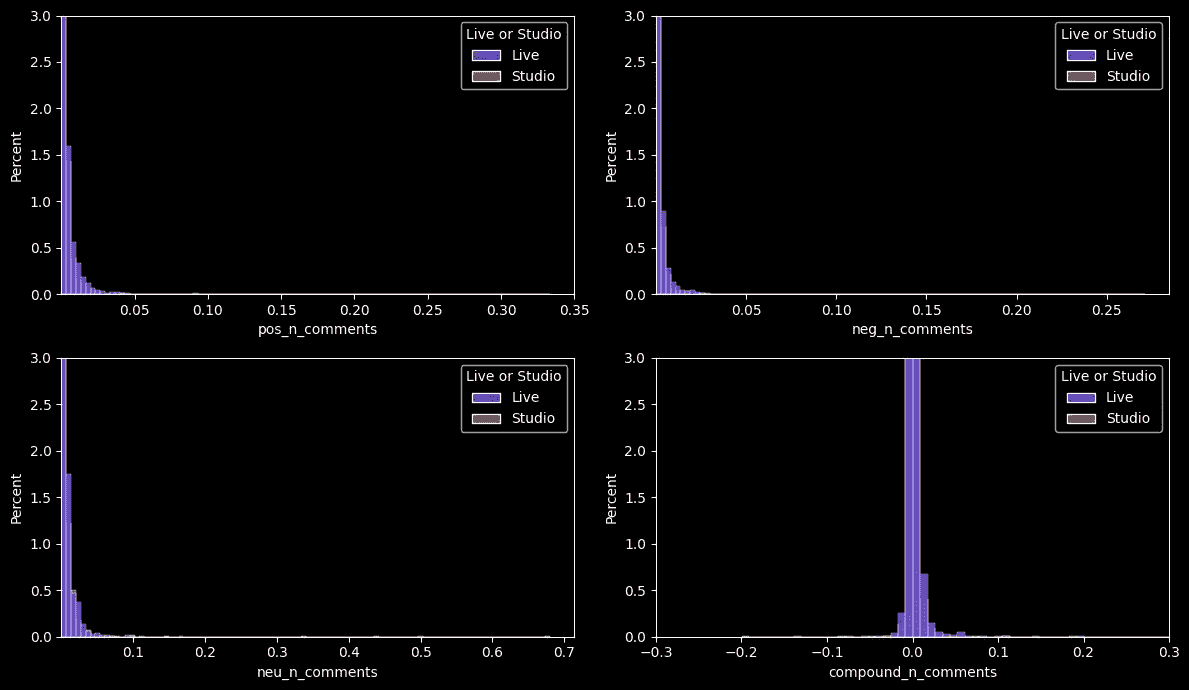 3.0
2.5
2.0
1.5
1.0
0.5
0.0
Percent
0.05 0.10 0.15 0.20 0.25 0.30 0.35
pos_n_comments
Live or Studio
Live
Studio
3.0
2.5
2.0
1.5
1.0
0.5
0.0
Percent
0.05 0.10 0.15 0.20 0.25
neg_n_comments
Live or Studio
Live
Studio
3.0
2.5
2.0
1.5
1.0
0.5
0.0
Percent
0.1 0.2 0.3 0.4 0.5 0.6 0.7
neu_n_comments
Live or Studio
Live
Studio
3.0
2.5
2.0
1.5
1.0
0.5
0.0
Percent
−0.3 −0.2 −0.1 0.0 0.1 0.2 0.3
compound_n_comments
Live or Studio
Live
Studio